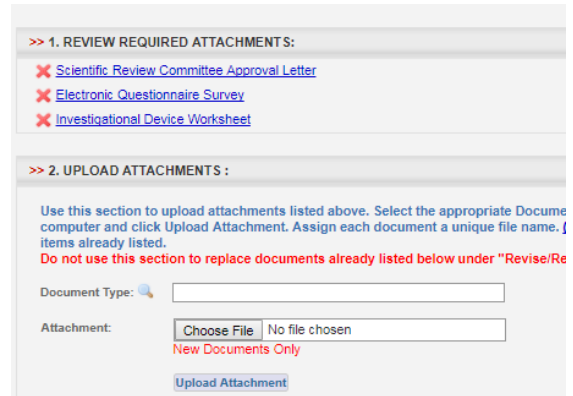 >> 1. REVIEW REQUIRED ATTACHMENTS:
Scientific Review Committee Approval Letter
Electronic Questionnaire Survey
Investigational Device Worksheet
>> 2. UPLOAD ATTACHMENTS :
Use this section to upload attachments listed above. Select the appropriate Docume
computer and click Upload Attachment. Assign each document a unique file name. (
items already listed.
Do not use this section to replace documents already listed below under "Revise/Re
Document Type:
Attachment: Choose File No file chosen
New Documents Only
Upload Attachment